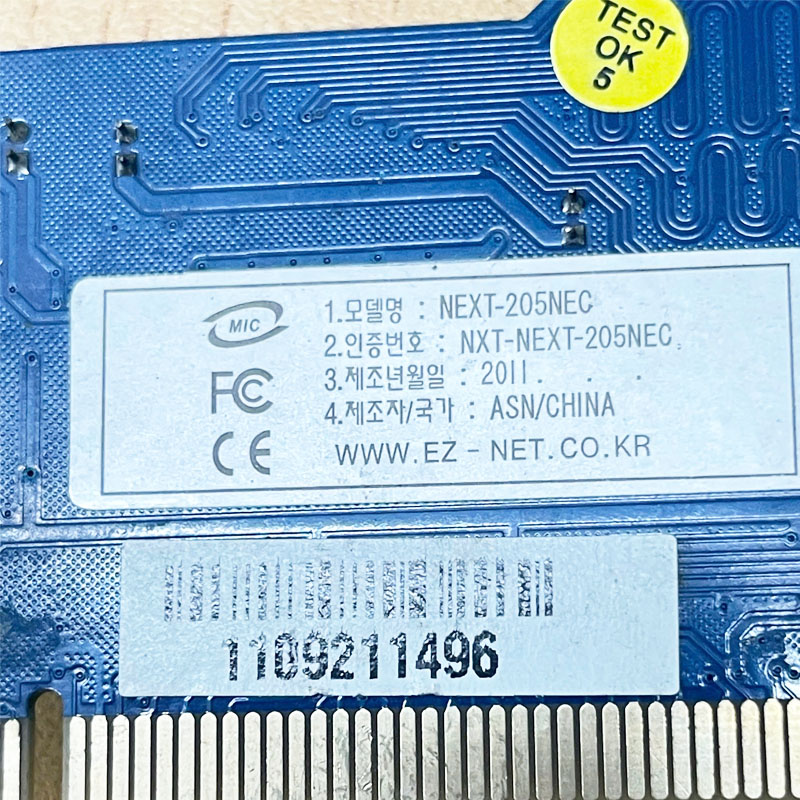 TEST
OK
5
MIC
FC
CE
1.모델명 : NEXT-205NEC
2.인증번호 : NXT-NEXT-205NEC
3.제조년월일 : 2011. . .
4.제조자/국가 : ASN/CHINA
WWW.EZ-NET.CO.KR
1109211496